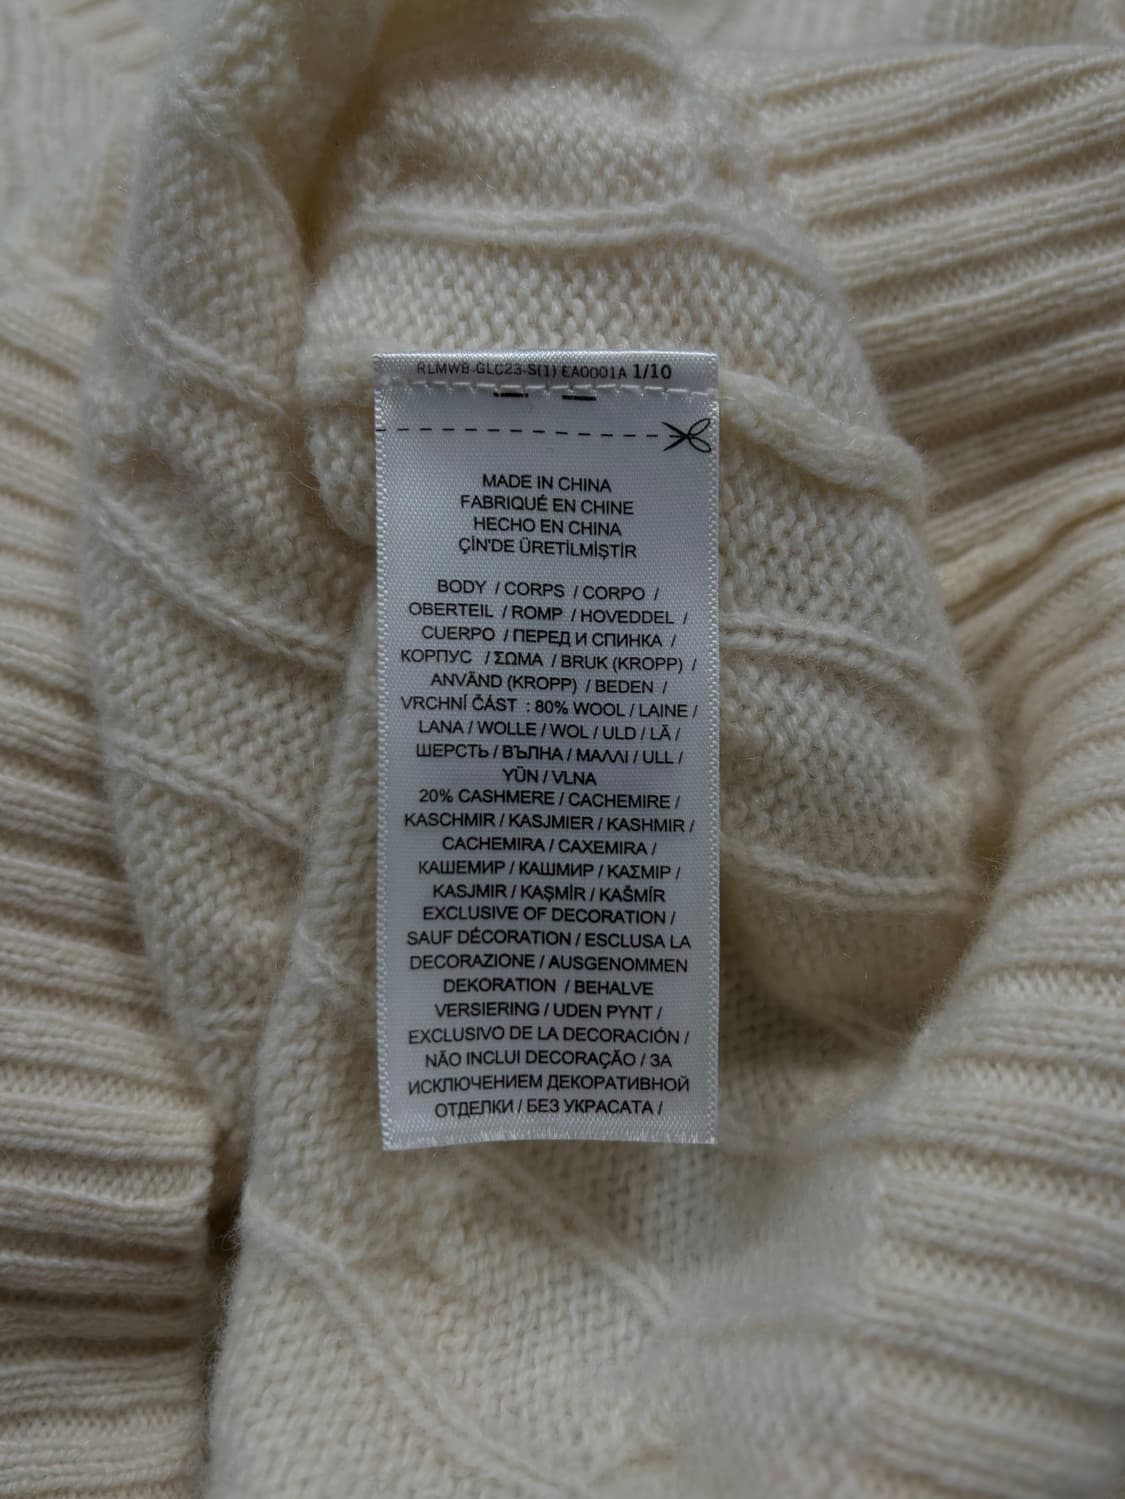 RLMWB-GLC23-S(1) EA0001A 1/10
MADE IN CHINA
FABRIQUÉ EN CHINE
HECHO EN CHINA
ÇİN'DE ÜRETİLMİŞTİR
BODY / CORPS / CORPO /
OBERTEIL / ROMP / HOVEDDEL /
CUERPO / ПЕРЕД И СПИНКА /
КОРПУС / ΣΩΜΑ / BRUK (KROPP) /
ANVÄND (KROPP) / BEDEN /
VRCHNÍ ČÁST : 80% WOOL / LAINE /
LANA / WOLLE / WOL / ULD / LÃ /
ШЕРСТЬ / ВЪЛНА / ΜΑΛΛΙ / ULL /
YÜN / VLNA
20% CASHMERE / CACHEMIRE /
KASCHMIR / KASJMIER / KASHMIR /
CACHEMIRA / CAXEMIRA /
КАШЕМИР / КАШМИР / ΚΑΣΜΙΡ /
KASJMIR / KAŞMİR / KAŠMÍR
EXCLUSIVE OF DECORATION /
SAUF DÉCORATION / ESCLUSA LA
DECORAZIONE / AUSGENOMMEN
DEKORATION / BEHALVE
VERSIERING / UDEN PYNT /
EXCLUSIVO DE LA DECORACIÓN /
NÃO INCLUI DECORAÇÃO / ЗА
ИСКЛЮЧЕНИЕМ ДЕКОРАТИВНОЙ
ОТДЕЛКИ / БЕЗ УКРАСАТА /